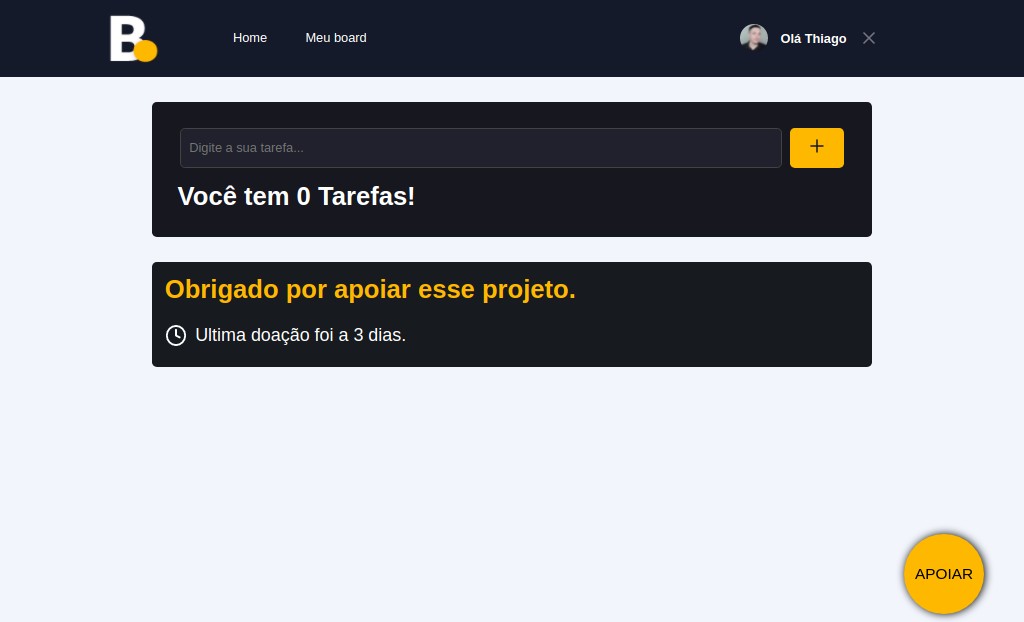 B
Home
Meu board
Olá Thiago
Digite a sua tarefa...
Você tem 0 Tarefas!
Obrigado por apoiar esse projeto.
Ultima doação foi a 3 dias.
APOIAR